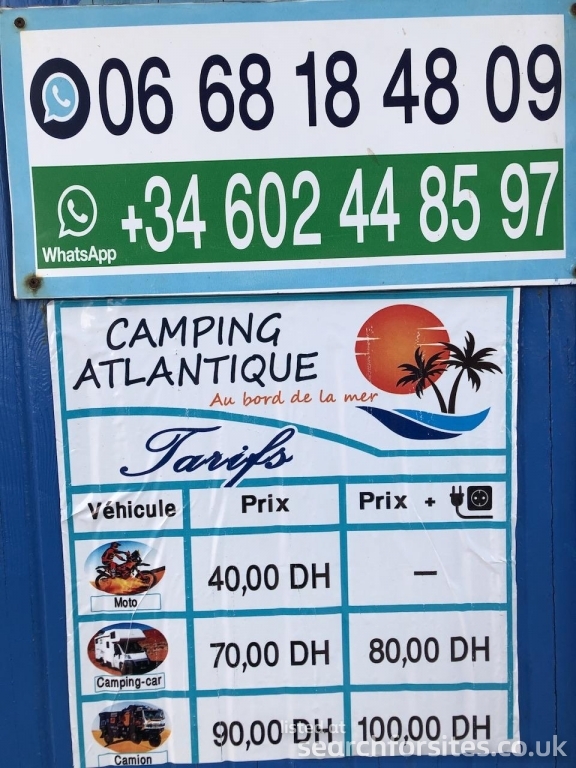 06 68 18 48 09
+34 602 44 85 97
WhatsApp
CAMPING
ATLANTIQUE
Au bord de la mer
Tarifs
Véhicule Prix Prix +
Moto 40,00 DH –
Camping-car 70,00 DH 80,00 DH
Camion 90,00 DH 100,00 DH
listed at
searchforsites.co.uk